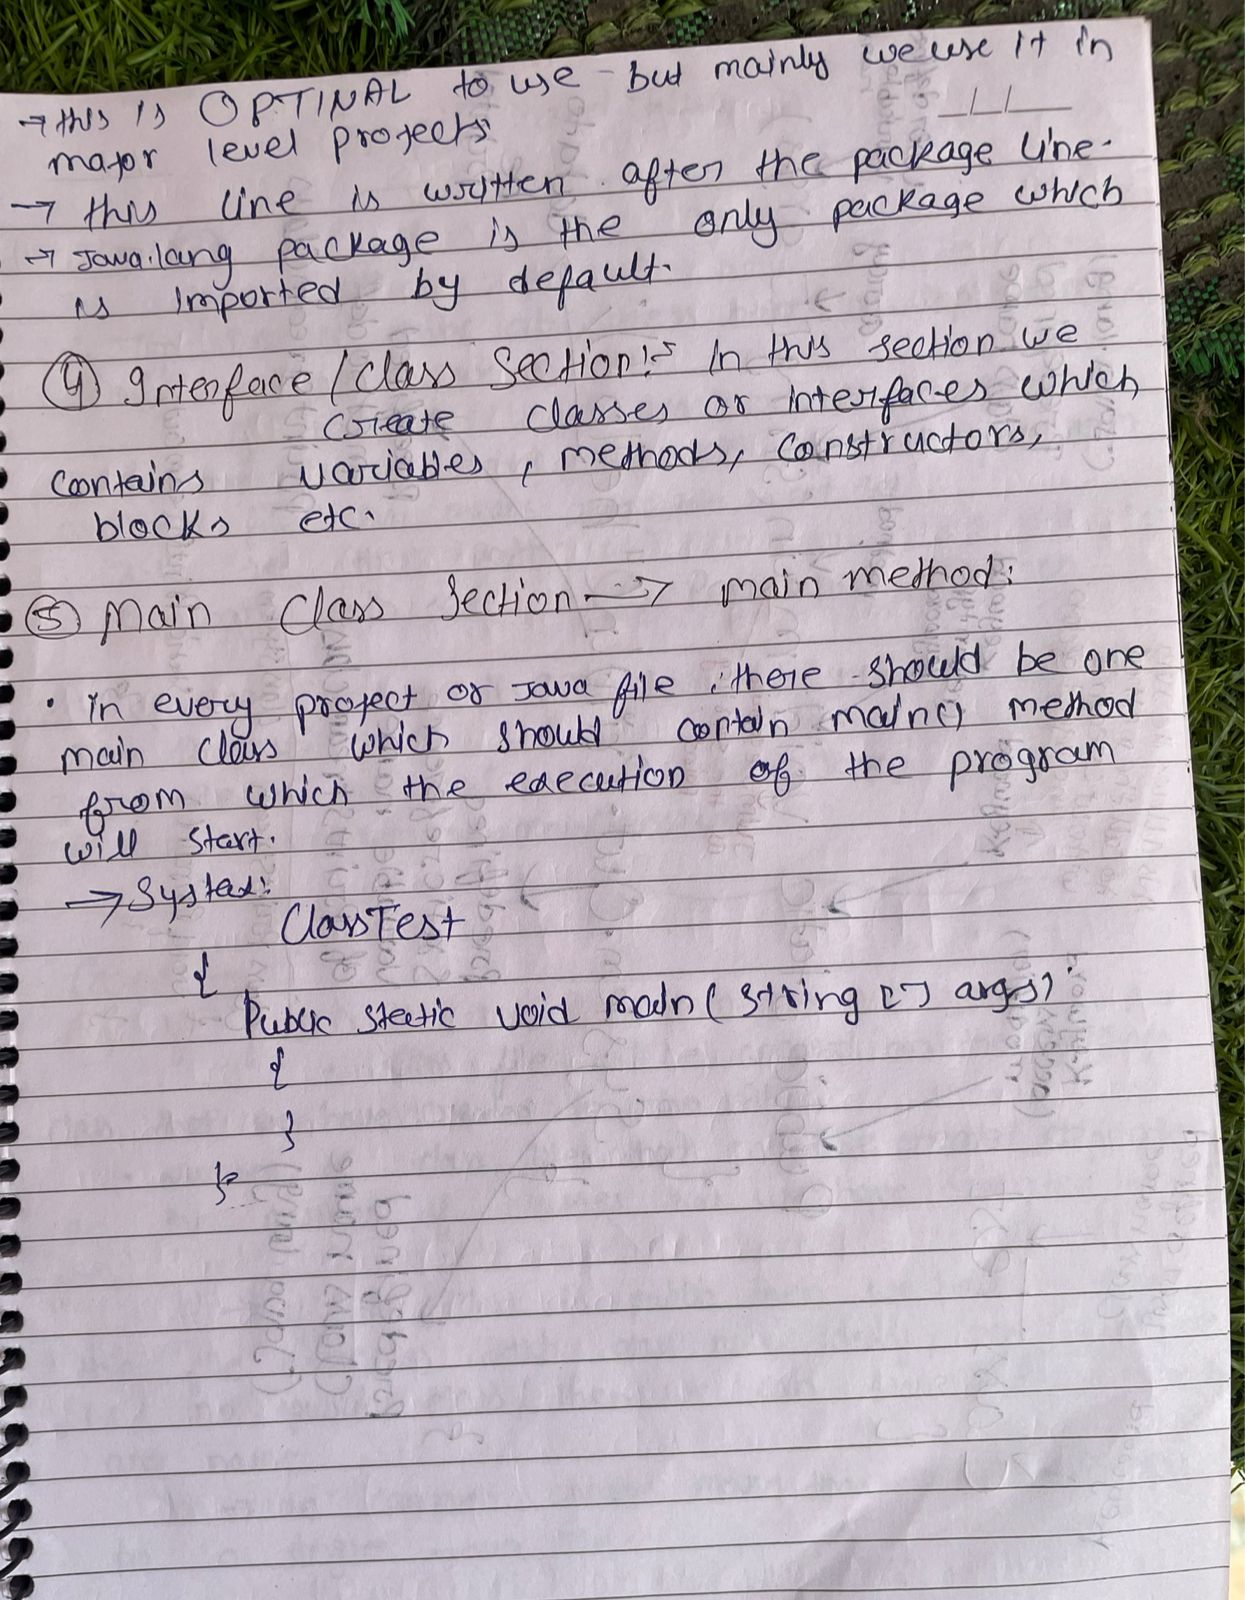 → this is OPTINAL to use - but mainly we use it in
major level projects
→ this line is written after the package line.
→ Java.lang package is the only package which
is imported by default.
④ Interface / Class Section :- In this section we
create classes or interfaces which
contains variables, methods, constructors,
blocks etc.
⑤ Main Class Section → main method:
• in every project or Java file, there should be one
main class which should contain main() method
from which the execution of the program
will start.
→ Syntax:
Class Test
{
Public static void main (string [] args)
{
}
}